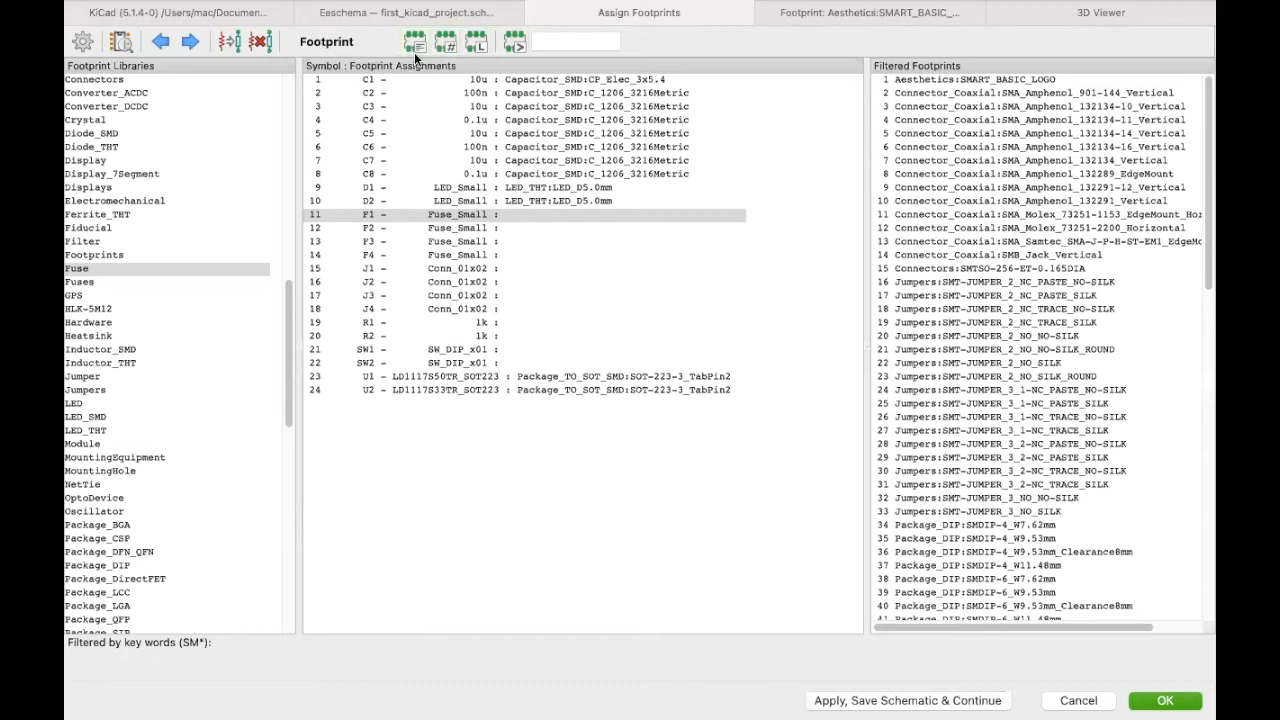 KiCad (5.1.4-0) /Users/mac/Documen...
Eeschema — first_kicad_project.sch...
Assign Footprints
Footprint: Aesthetics:SMART_BASIC_...
3D Viewer
Footprint
Footprint Libraries
Connectors
Converter_ACDC
Converter_DCDC
Crystal
Diode_SMD
Diode_THT
Display
Display_7Segment
Displays
Electromechanical
Ferrite_THT
Fiducial
Filter
Footprints
Fuse
Fuses
GPS
HLK-5M12
Hardware
Heatsink
Inductor_SMD
Inductor_THT
Jumper
Jumpers
LED
LED_SMD
LED_THT
Module
MountingEquipment
MountingHole
NetTie
OptoDevice
Oscillator
Package_BGA
Package_CSP
Package_DFN_QFN
Package_DIP
Package_DirectFET
Package_LCC
Package_LGA
Package_QFP
Package_SIP
Symbol : Footprint Assignments
1 C1 - 10u : Capacitor_SMD:CP_Elec_3x5.4
2 C2 - 100n : Capacitor_SMD:C_1206_3216Metric
3 C3 - 10u : Capacitor_SMD:C_1206_3216Metric
4 C4 - 0.1u : Capacitor_SMD:C_1206_3216Metric
5 C5 - 10u : Capacitor_SMD:C_1206_3216Metric
6 C6 - 100n : Capacitor_SMD:C_1206_3216Metric
7 C7 - 10u : Capacitor_SMD:C_1206_3216Metric
8 C8 - 0.1u : Capacitor_SMD:C_1206_3216Metric
9 D1 - LED_Small : LED_THT:LED_D5.0mm
10 D2 - LED_Small : LED_THT:LED_D5.0mm
11 F1 - Fuse_Small :
12 F2 - Fuse_Small :
13 F3 - Fuse_Small :
14 F4 - Fuse_Small :
15 J1 - Conn_01x02 :
16 J2 - Conn_01x02 :
17 J3 - Conn_01x02 :
18 J4 - Conn_01x02 :
19 R1 - 1k :
20 R2 - 1k :
21 SW1 - SW_DIP_x01 :
22 SW2 - SW_DIP_x01 :
23 U1 - LD1117S50TR_SOT223 : Package_TO_SOT_SMD:SOT-223-3_TabPin2
24 U2 - LD1117S33TR_SOT223 : Package_TO_SOT_SMD:SOT-223-3_TabPin2
Filtered Footprints
1 Aesthetics:SMART_BASIC_LOGO
2 Connector_Coaxial:SMA_Amphenol_901-144_Vertical
3 Connector_Coaxial:SMA_Amphenol_132134-10_Vertical
4 Connector_Coaxial:SMA_Amphenol_132134-11_Vertical
5 Connector_Coaxial:SMA_Amphenol_132134-14_Vertical
6 Connector_Coaxial:SMA_Amphenol_132134-16_Vertical
7 Connector_Coaxial:SMA_Amphenol_132134_Vertical
8 Connector_Coaxial:SMA_Amphenol_132289_EdgeMount
9 Connector_Coaxial:SMA_Amphenol_132291-12_Vertical
10 Connector_Coaxial:SMA_Amphenol_132291_Vertical
11 Connector_Coaxial:SMA_Molex_73251-1153_EdgeMount_Hor
12 Connector_Coaxial:SMA_Molex_73251-2200_Horizontal
13 Connector_Coaxial:SMA_Samtec_SMA-J-P-H-ST-EM1_EdgeMo
14 Connector_Coaxial:SMB_Jack_Vertical
15 Connectors:SMTSO-256-ET-0.165DIA
16 Jumpers:SMT-JUMPER_2_NC_PASTE_NO-SILK
17 Jumpers:SMT-JUMPER_2_NC_PASTE_SILK
18 Jumpers:SMT-JUMPER_2_NC_TRACE_NO-SILK
19 Jumpers:SMT-JUMPER_2_NC_TRACE_SILK
20 Jumpers:SMT-JUMPER_2_NO_NO-SILK
21 Jumpers:SMT-JUMPER_2_NO_NO-SILK_ROUND
22 Jumpers:SMT-JUMPER_2_NO_SILK
23 Jumpers:SMT-JUMPER_2_NO_SILK_ROUND
24 Jumpers:SMT-JUMPER_3_1-NC_PASTE_NO-SILK
25 Jumpers:SMT-JUMPER_3_1-NC_PASTE_SILK
26 Jumpers:SMT-JUMPER_3_1-NC_TRACE_NO-SILK
27 Jumpers:SMT-JUMPER_3_1-NC_TRACE_SILK
28 Jumpers:SMT-JUMPER_3_2-NC_PASTE_NO-SILK
29 Jumpers:SMT-JUMPER_3_2-NC_PASTE_SILK
30 Jumpers:SMT-JUMPER_3_2-NC_TRACE_NO-SILK
31 Jumpers:SMT-JUMPER_3_2-NC_TRACE_SILK
32 Jumpers:SMT-JUMPER_3_NO_NO-SILK
33 Jumpers:SMT-JUMPER_3_NO_SILK
34 Package_DIP:SMDIP-4_W7.62mm
35 Package_DIP:SMDIP-4_W9.53mm
36 Package_DIP:SMDIP-4_W9.53mm_Clearance8mm
37 Package_DIP:SMDIP-4_W11.48mm
38 Package_DIP:SMDIP-6_W7.62mm
39 Package_DIP:SMDIP-6_W9.53mm
40 Package_DIP:SMDIP-6_W9.53mm_Clearance8mm
41 Package_DIP:SMDIP-6_W11.48mm
Filtered by key words (SM*):
Apply, Save Schematic & Continue
Cancel
OK